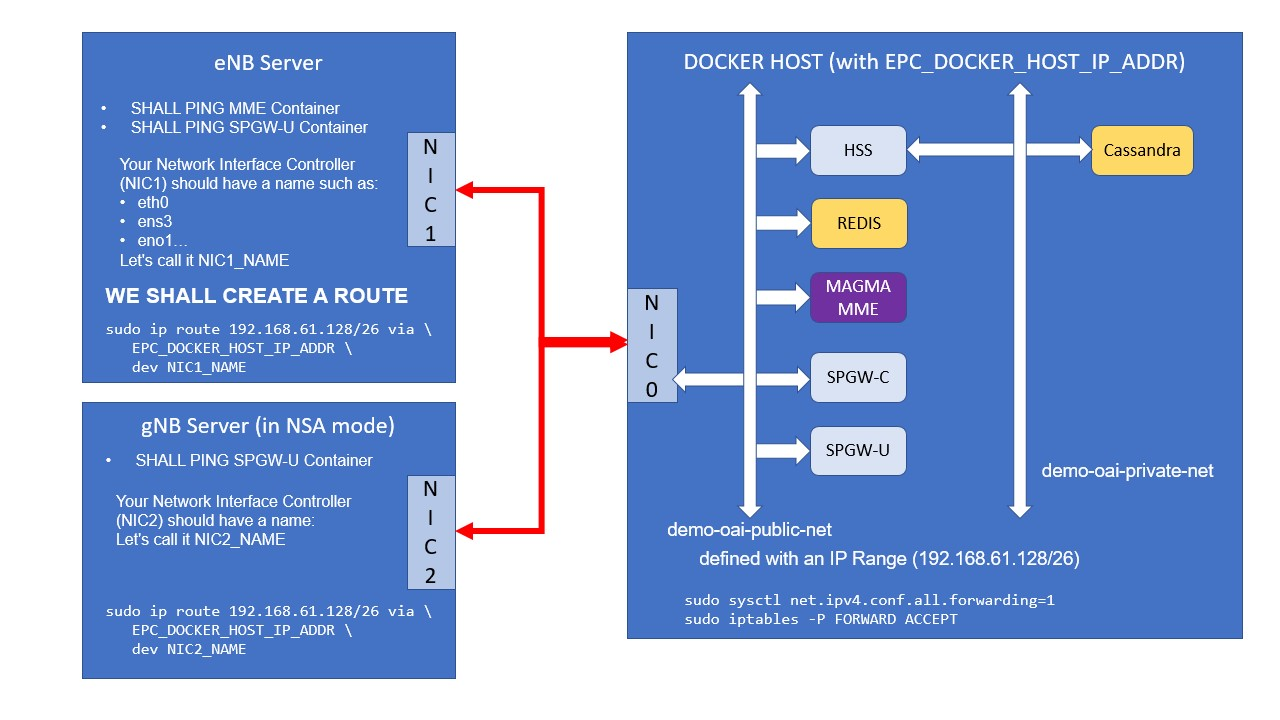 eNB Server
• SHALL PING MME Container
• SHALL PING SPGW-U Container
Your Network Interface Controller
(NIC1) should have a name such as:
• eth0
• ens3
• eno1...
Let's call it NIC1_NAME
WE SHALL CREATE A ROUTE
sudo ip route 192.168.61.128/26 via \
EPC_DOCKER_HOST_IP_ADDR \
dev NIC1_NAME
N
I
C
1
gNB Server (in NSA mode)
• SHALL PING SPGW-U Container
Your Network Interface Controller
(NIC2) should have a name:
Let's call it NIC2_NAME
sudo ip route 192.168.61.128/26 via \
EPC_DOCKER_HOST_IP_ADDR \
dev NIC2_NAME
N
I
C
2
DOCKER HOST (with EPC_DOCKER_HOST_IP_ADDR)
N
I
C
0
HSS
Cassandra
REDIS
MAGMA
MME
SPGW-C
SPGW-U
demo-oai-private-net
demo-oai-public-net
defined with an IP Range (192.168.61.128/26)
sudo sysctl net.ipv4.conf.all.forwarding=1
sudo iptables -P FORWARD ACCEPT